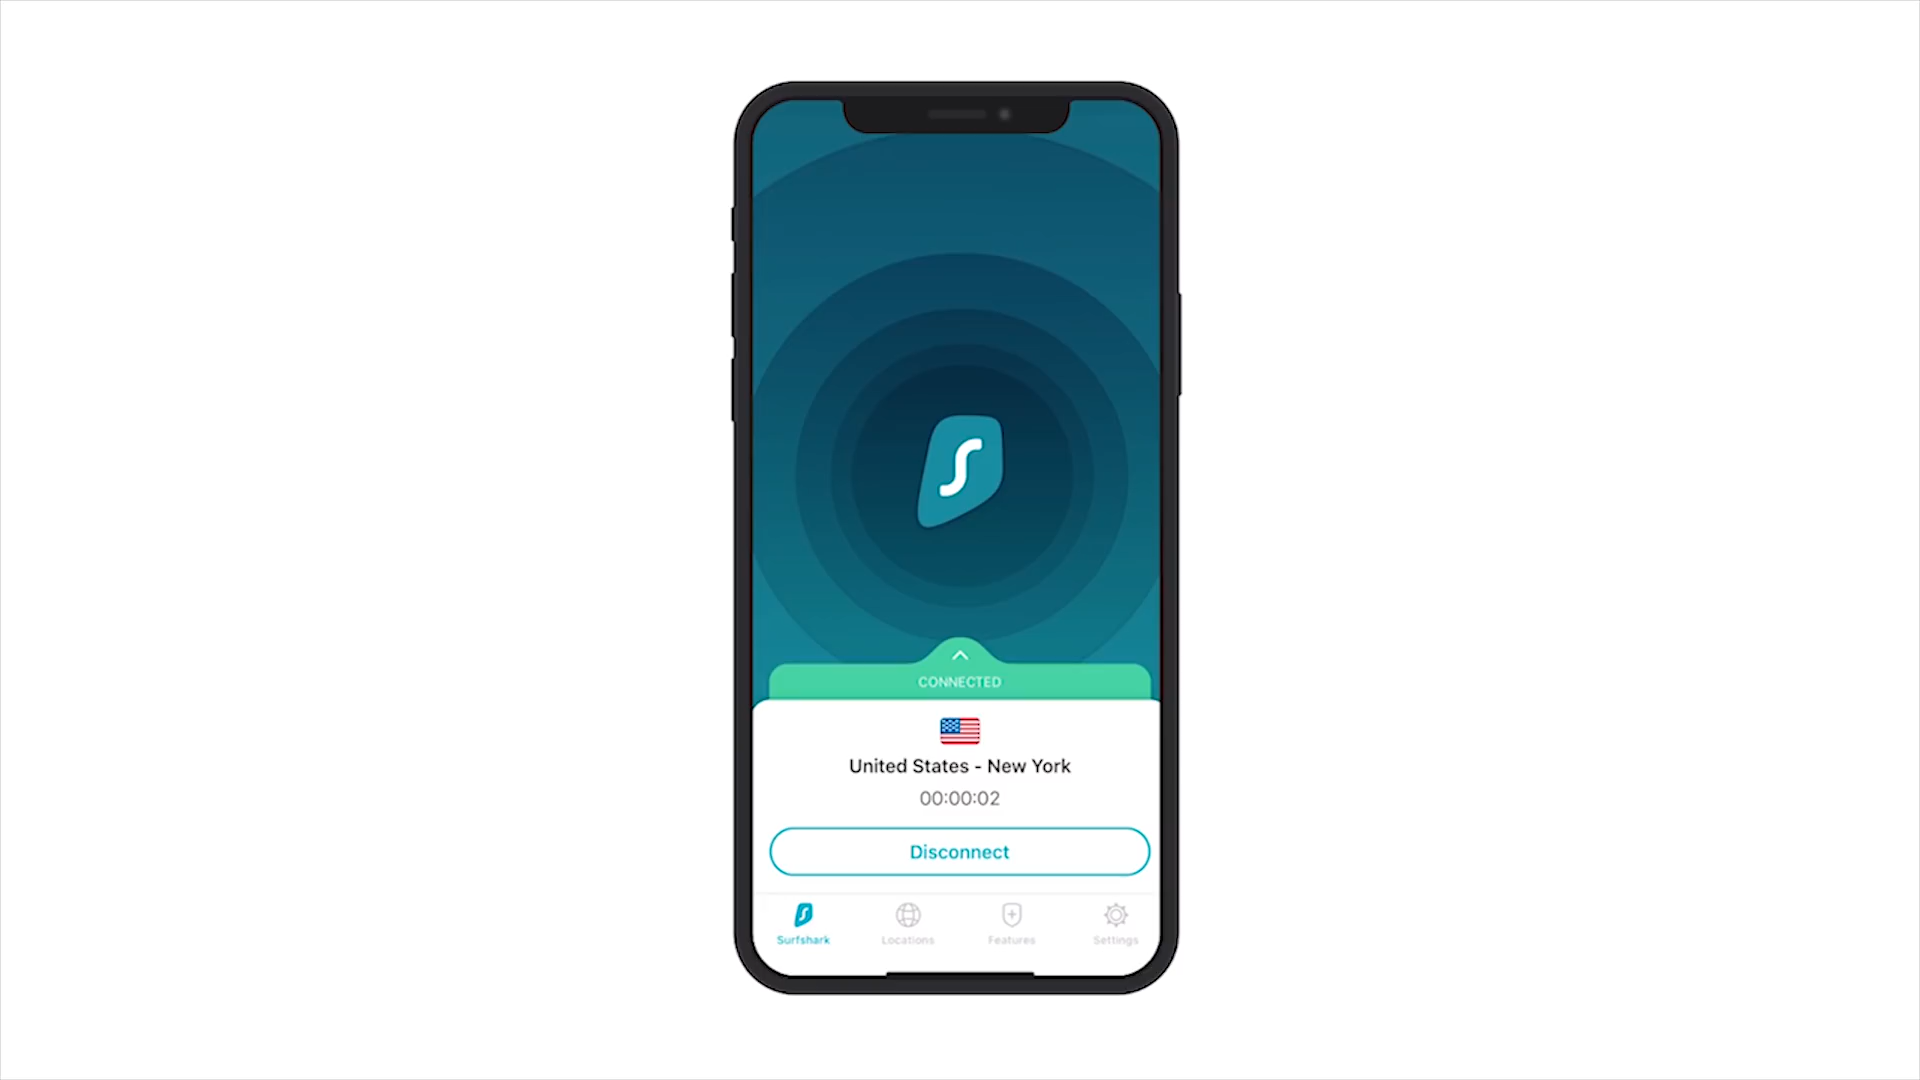 CONNECTED
United States - New York
00:00:02
Disconnect
Surfshark
Locations
Features
Settings